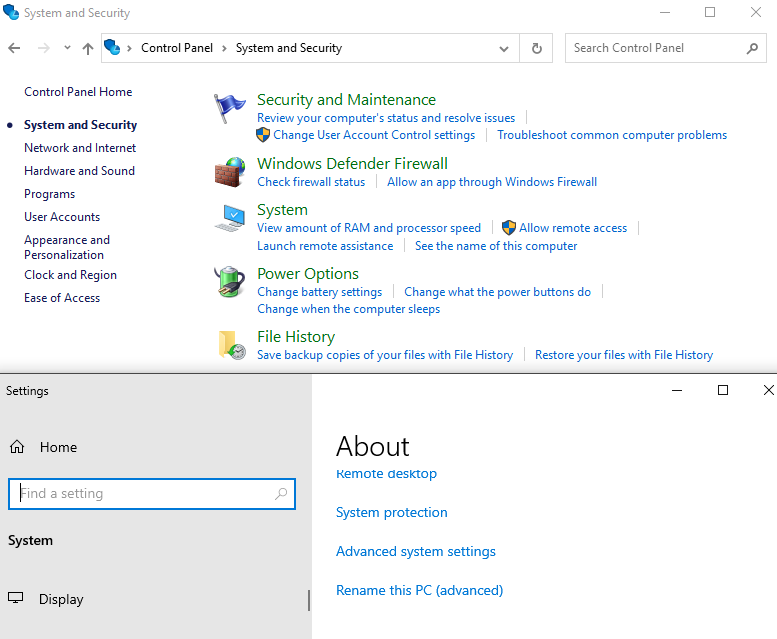 System and Security
Control Panel System and Security
Search Control Panel
Control Panel Home
System and Security
Network and Internet
Hardware and Sound
Programs
User Accounts
Appearance and
Personalization
Clock and Region
Ease of Access
Security and Maintenance
Review your computer's status and resolve issues
Change User Account Control settings Troubleshoot common computer problems
Windows Defender Firewall
Check firewall status Allow an app through Windows Firewall
System
View amount of RAM and processor speed Allow remote access
Launch remote assistance See the name of this computer
Power Options
Change battery settings Change what the power buttons do
Change when the computer sleeps
File History
Save backup copies of your files with File History Restore your files with File History
Settings
Home
Find a setting
System
Display
About
Remote desktop
System protection
Advanced system settings
Rename this PC (advanced)